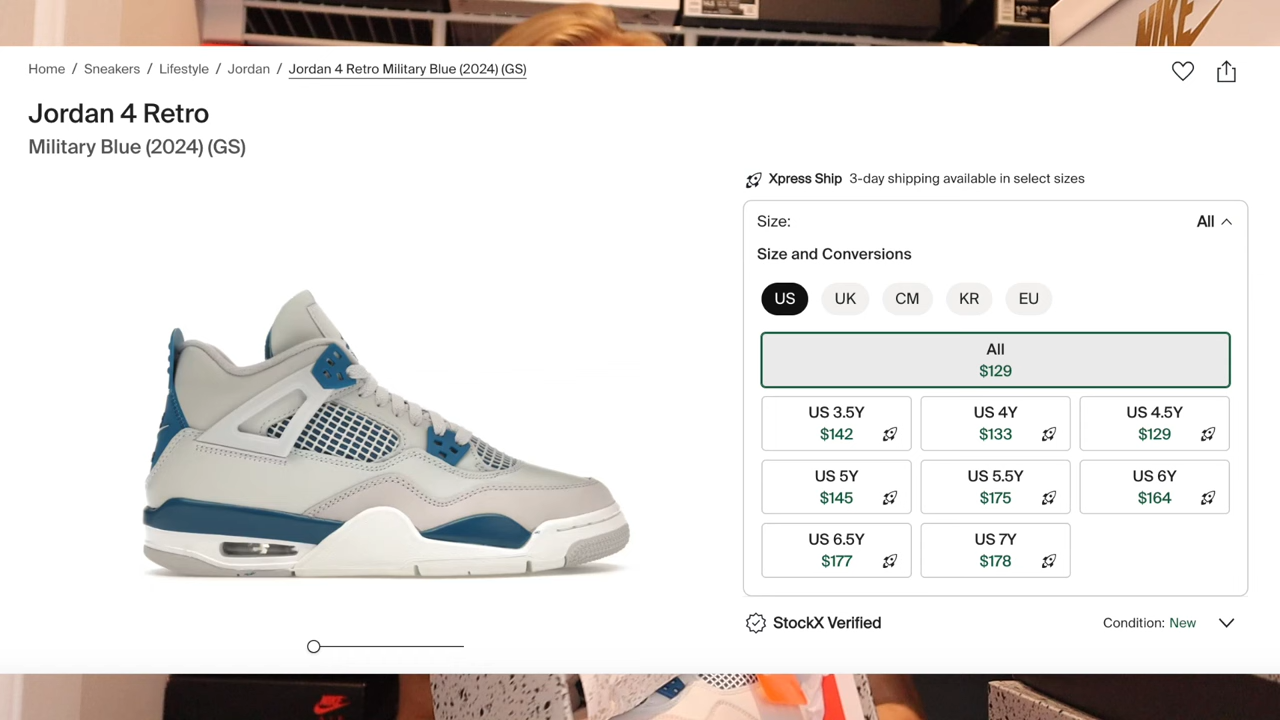 NIKE
Home / Sneakers / Lifestyle / Jordan / Jordan 4 Retro Military Blue (2024) (GS)
Jordan 4 Retro
Military Blue (2024) (GS)
Xpress Ship 3-day shipping available in select sizes
Size: All
Size and Conversions
US UK CM KR EU
All
$129
US 3.5Y US 4Y US 4.5Y
$142 $133 $129
US 5Y US 5.5Y US 6Y
$145 $175 $164
US 6.5Y US 7Y
$177 $178
StockX Verified Condition: New
NIKE